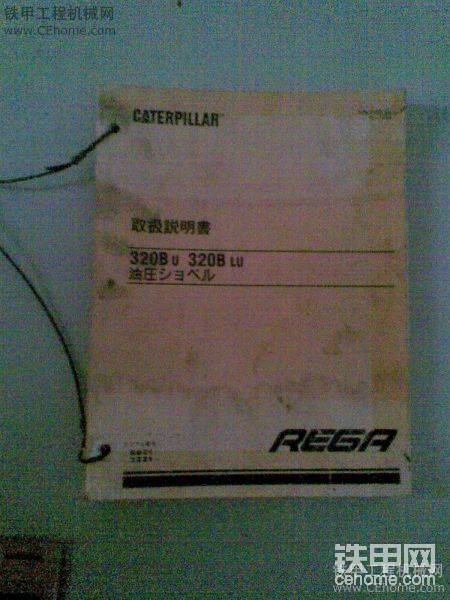 铁甲工程机械网
www.CEhome.com
CATERPILLAR
取扱説明書
320B U 320B LU
油圧ショベル
REGA
铁甲网
cehome.com